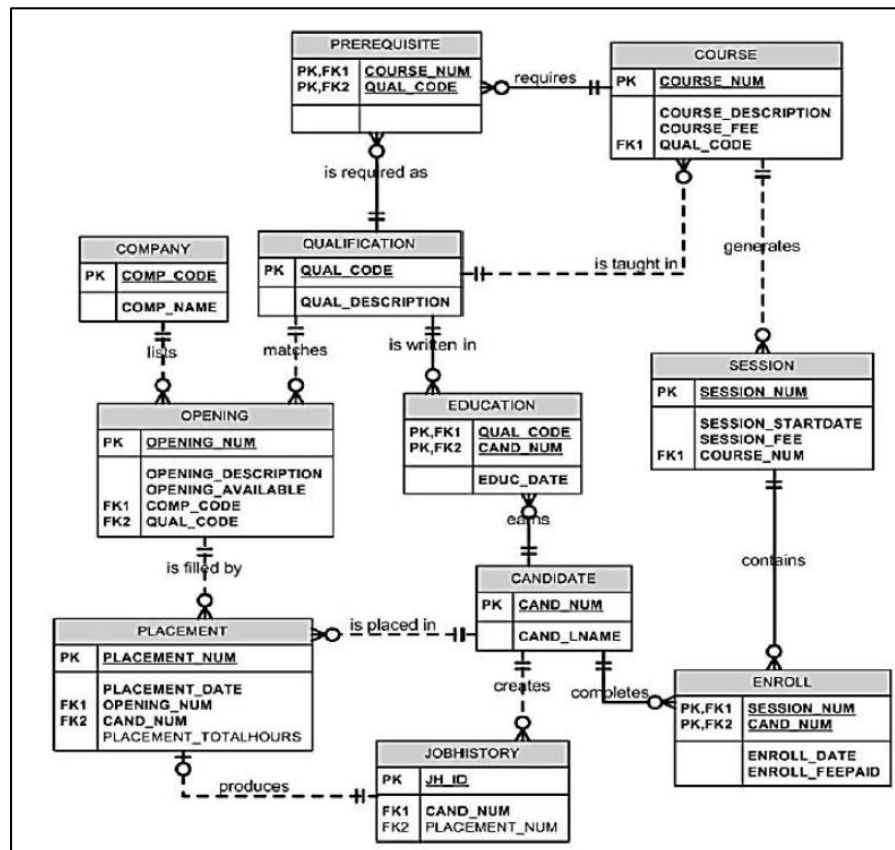 PREREQUISITE
PK,FK1 COURSE_NUM
PK,FK2 QUAL_CODE
requires
COURSE
PK COURSE_NUM
COURSE_DESCRIPTION
COURSE_FEE
FK1 QUAL_CODE
is required as
is taught in
generates
COMPANY
PK COMP_CODE
COMP_NAME
QUALIFICATION
PK QUAL_CODE
QUAL_DESCRIPTION
lists
matches
is written in
SESSION
PK SESSION_NUM
SESSION_STARTDATE
SESSION_FEE
FK1 COURSE_NUM
OPENING
PK OPENING_NUM
OPENING_DESCRIPTION
OPENING_AVAILABLE
FK1 COMP_CODE
FK2 QUAL_CODE
EDUCATION
PK,FK1 QUAL_CODE
PK,FK2 CAND_NUM
EDUC_DATE
earns
is filled by
contains
CANDIDATE
PK CAND_NUM
CAND_LNAME
is placed in
PLACEMENT
PK PLACEMENT_NUM
PLACEMENT_DATE
FK1 OPENING_NUM
FK2 CAND_NUM
PLACEMENT_TOTALHOURS
creates
completes
ENROLL
PK,FK1 SESSION_NUM
PK,FK2 CAND_NUM
ENROLL_DATE
ENROLL_FEEPAID
produces
JOBHISTORY
PK JH_ID
FK1 CAND_NUM
FK2 PLACEMENT_NUM